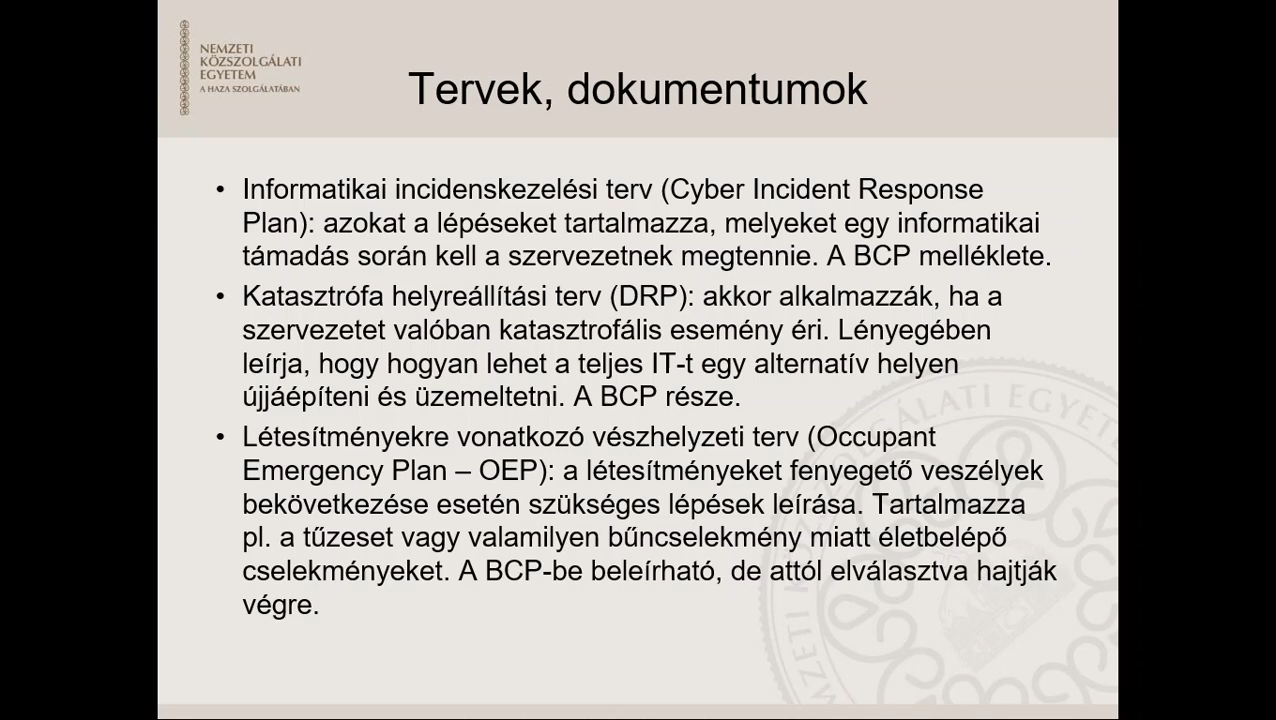 NEMZETI
KÖZSZOLGÁLATI
EGYETEM
A HAZA SZOLGÁLATÁBAN
Tervek, dokumentumok
• Informatikai incidenskezelési terv (Cyber Incident Response
Plan): azokat a lépéseket tartalmazza, melyeket egy informatikai
támadás során kell a szervezetnek megtennie. A BCP melléklete.
• Katasztrófa helyreállítási terv (DRP): akkor alkalmazzák, ha a
szervezetet valóban katasztrofális esemény éri. Lényegében
leírja, hogy hogyan lehet a teljes IT-t egy alternatív helyen
újjáépíteni és üzemeltetni. A BCP része.
• Létesítményekre vonatkozó vészhelyzeti terv (Occupant
Emergency Plan – OEP): a létesítményeket fenyegető veszélyek
bekövetkezése esetén szükséges lépések leírása. Tartalmazza
pl. a tűzeset vagy valamilyen bűncselekmény miatt életbelépő
cselekményeket. A BCP-be beleírható, de attól elválasztva hajtják
végre.